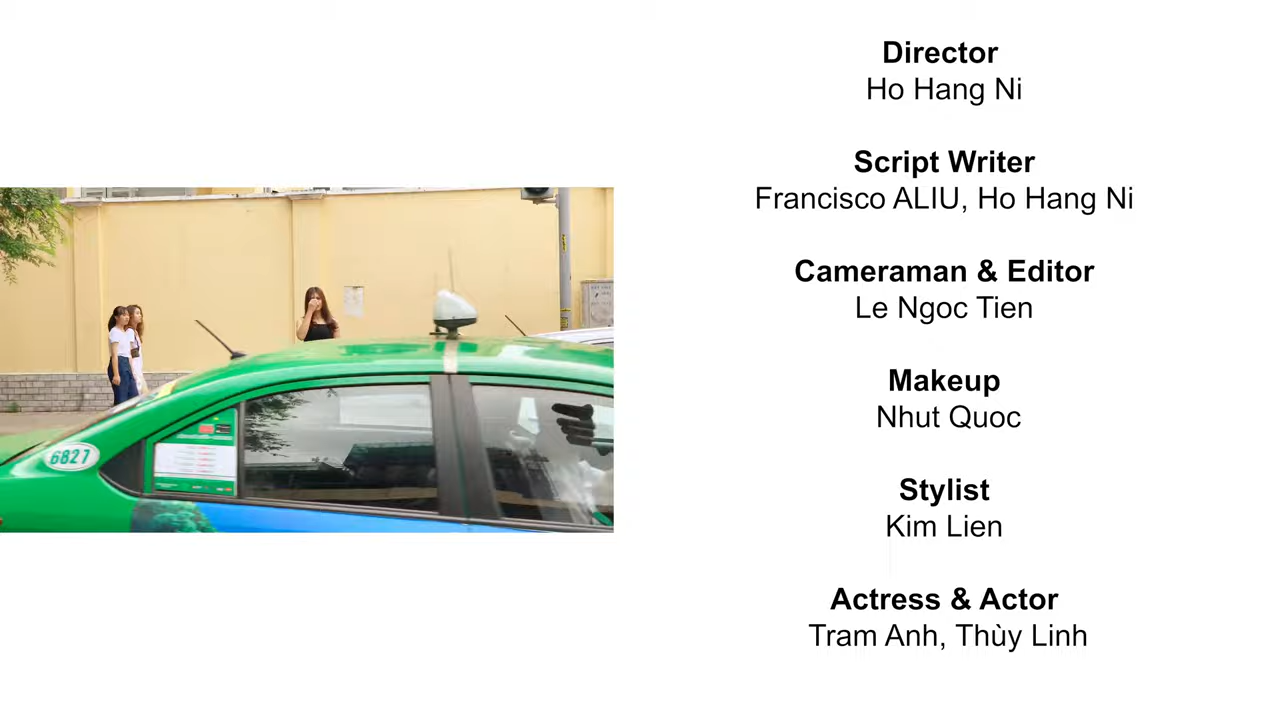 Director
Ho Hang Ni
Script Writer
Francisco ALIU, Ho Hang Ni
Cameraman & Editor
Le Ngoc Tien
Makeup
Nhut Quoc
Stylist
Kim Lien
Actress & Actor
Tram Anh, Thùy Linh
6827